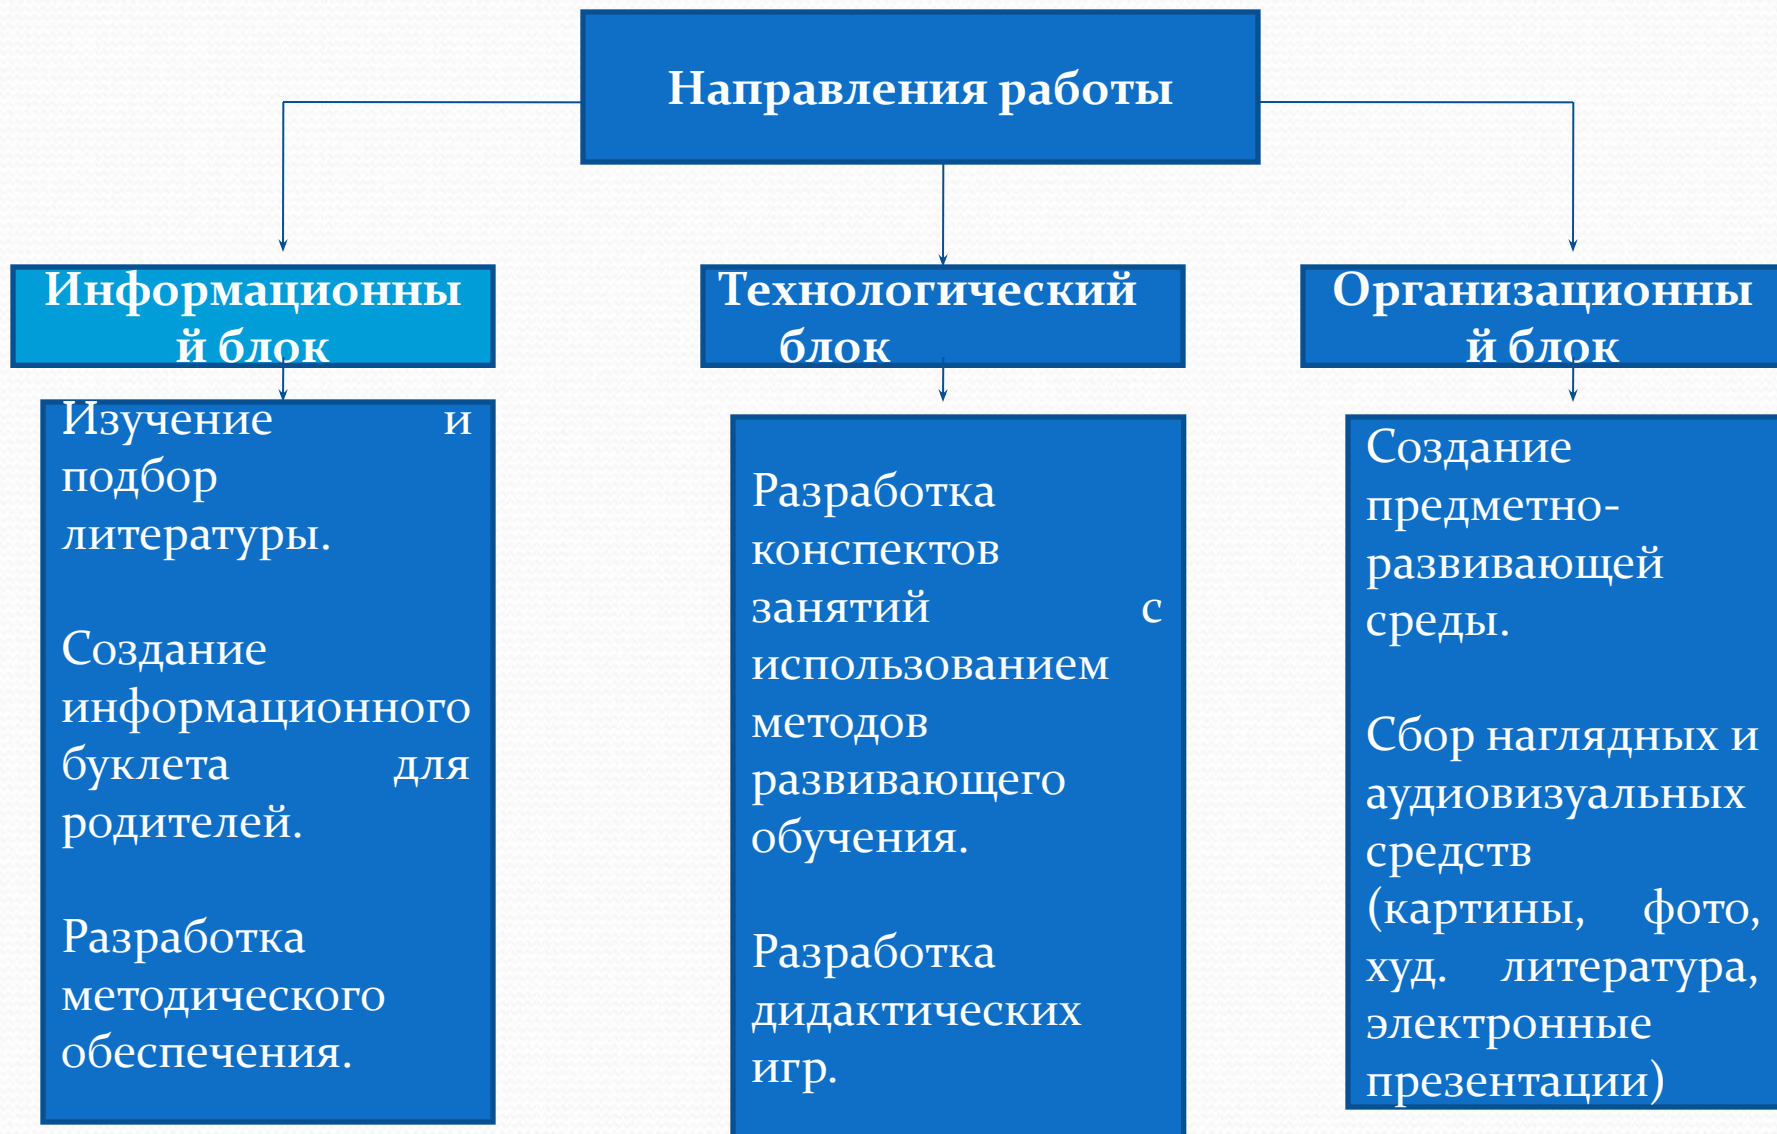 Направления работы
Информационны
й блок
Изучение и
подбор
литературы.
Создание
информационного
буклета для
родителей.
Разработка
методического
обеспечения.
Технологический
блок
Разработка
конспектов
занятий с
использованием
методов
развивающего
обучения.
Разработка
дидактических
игр.
Организационны
й блок
Создание
предметно-
развивающей
среды.
Сбор наглядных и
аудиовизуальных
средств
(картины, фото,
худ. литература,
электронные
презентации)